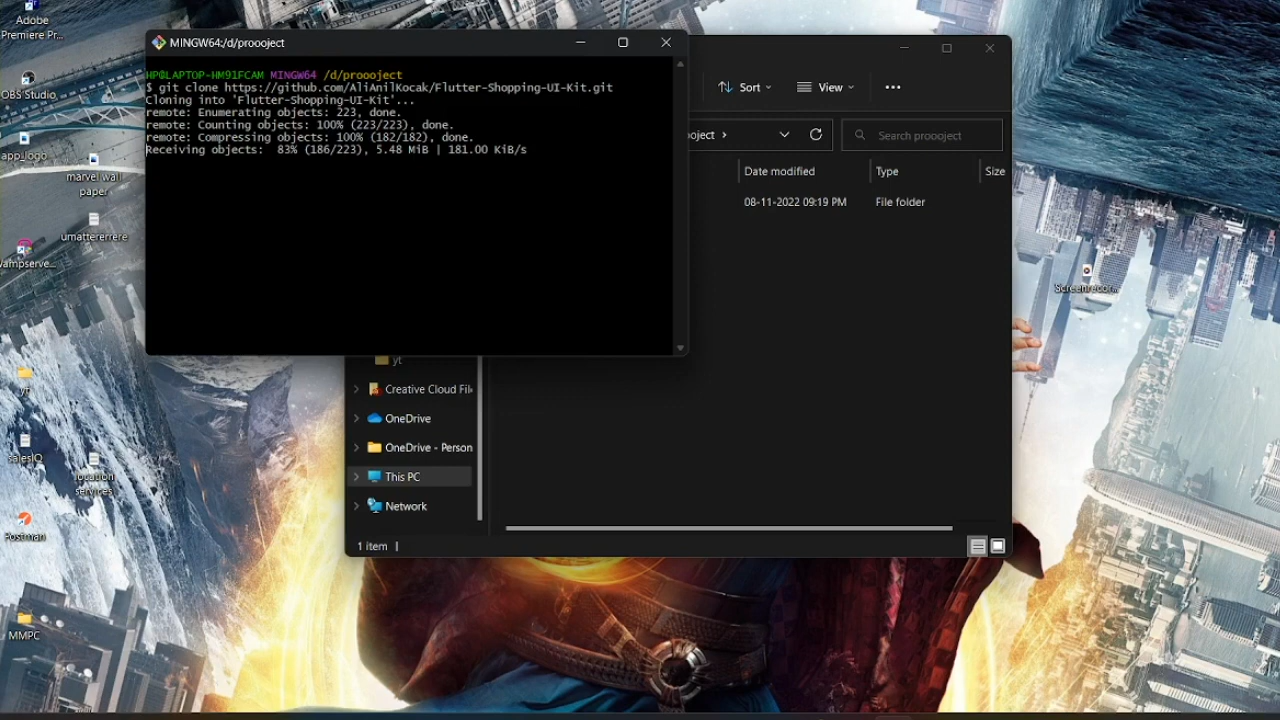 Adobe
Premiere Pr...
OBS Studio
app_logo
marvel wall
paper
umattererrere
vampserve...
yt
salesIQ
location
services
Postman
MMPC
MINGW64:/d/proooject
HP@LAPTOP-HM91FCAM MINGW64 /d/proooject
$ git clone https://github.com/AliAnilKocak/Flutter-Shopping-UI-Kit.git
Cloning into 'Flutter-Shopping-UI-Kit'...
remote: Enumerating objects: 223, done.
remote: Counting objects: 100% (223/223), done.
remote: Compressing objects: 100% (182/182), done.
Receiving objects:  83% (186/223), 5.48 MiB | 181.00 KiB/s
Sort
View
oject
Search proooject
Date modified
Type
Size
08-11-2022 09:19 PM
File folder
yt
Creative Cloud File
OneDrive
OneDrive - Person
This PC
Network
1 item
Screenrecor...